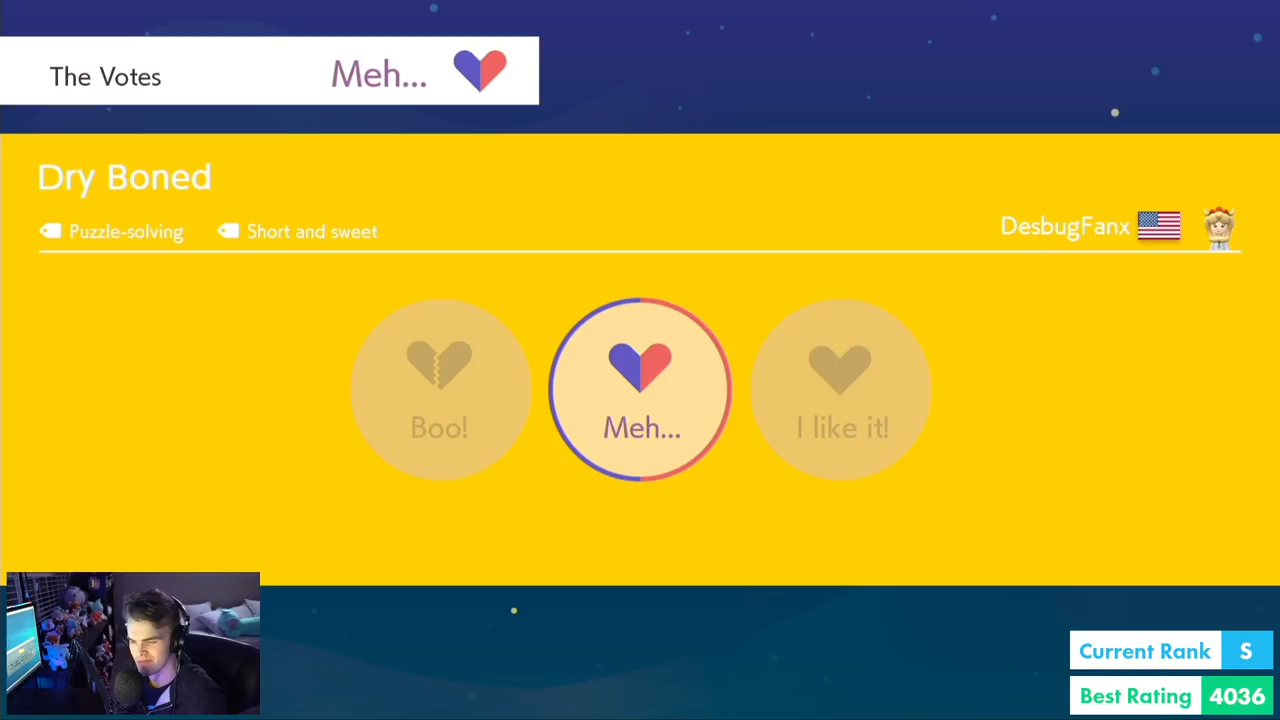 The Votes Meh...
Dry Boned
Puzzle-solving Short and sweet
DesbugFanx
Boo! Meh... I like it!
Current Rank S
Best Rating 4036